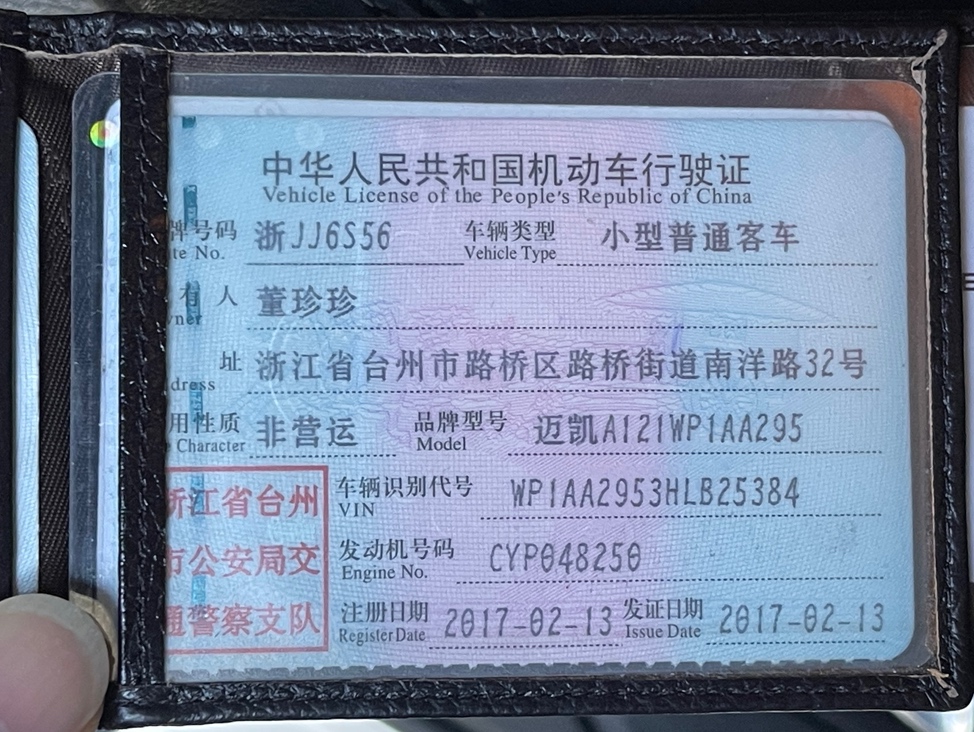 中华人民共和国机动车行驶证
Vehicle License of the People's Republic of China
牌号码 浙JJ6S56 车辆类型 小型普通客车
te No. Vehicle Type
有人 董珍珍
wner
址 浙江省台州市路桥区路桥街道南洋路32号
dress
用性质 非营运 品牌型号 迈凯A121WP1AA295
Character Model
浙江省台州 车辆识别代号 WP1AA2953HLB25384
VIN
市公安局交 发动机号码 CYP048250
Engine No.
通警察支队 注册日期 2017-02-13 发证日期 2017-02-13
Register Date Issue Date